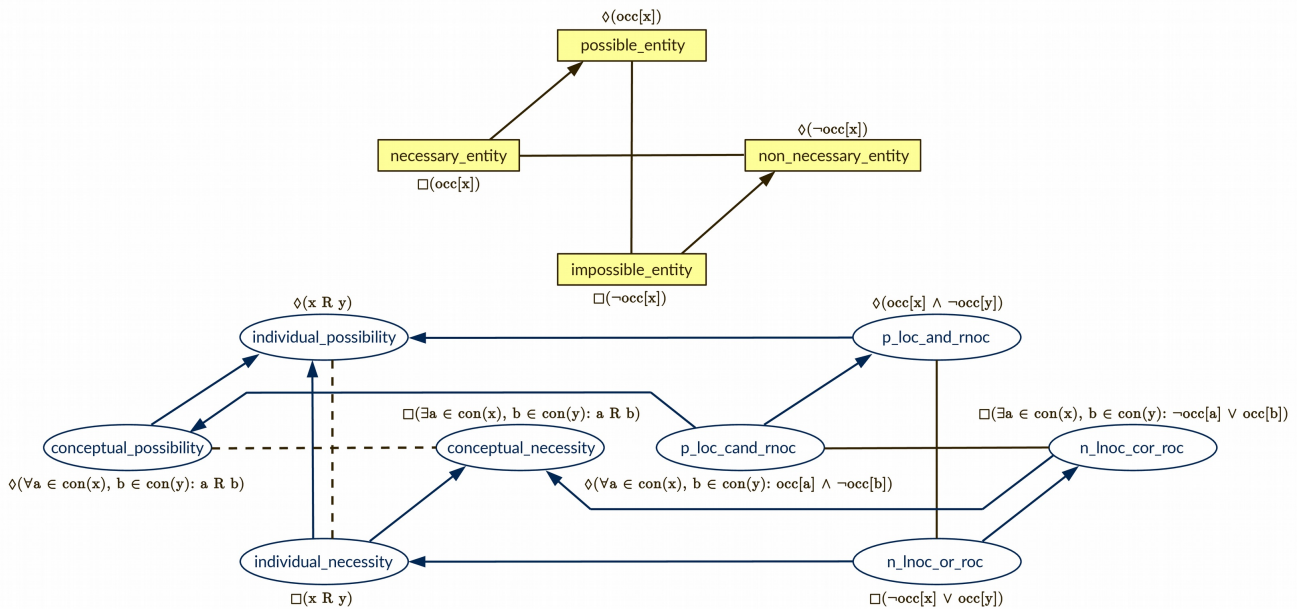 ◊(occ[x])
possible_entity
necessary_entity
□(occ[x])
◊(¬occ[x])
non_necessary_entity
impossible_entity
□(¬occ[x])
◊(x R y)
individual_possibility
◊(occ[x] ∧ ¬occ[y])
p_loc_and_rnoc
conceptual_possibility
◊(∀a ∈ con(x), b ∈ con(y): a R b)
□(∃a ∈ con(x), b ∈ con(y): a R b)
conceptual_necessity
p_loc_cand_rnoc
◊(∀a ∈ con(x), b ∈ con(y): occ[a] ∧ ¬occ[b])
□(∃a ∈ con(x), b ∈ con(y): ¬occ[a] ∨ occ[b])
n_lnoc_cor_roc
individual_necessity
□(x R y)
n_lnoc_or_roc
□(¬occ[x] ∨ occ[y])